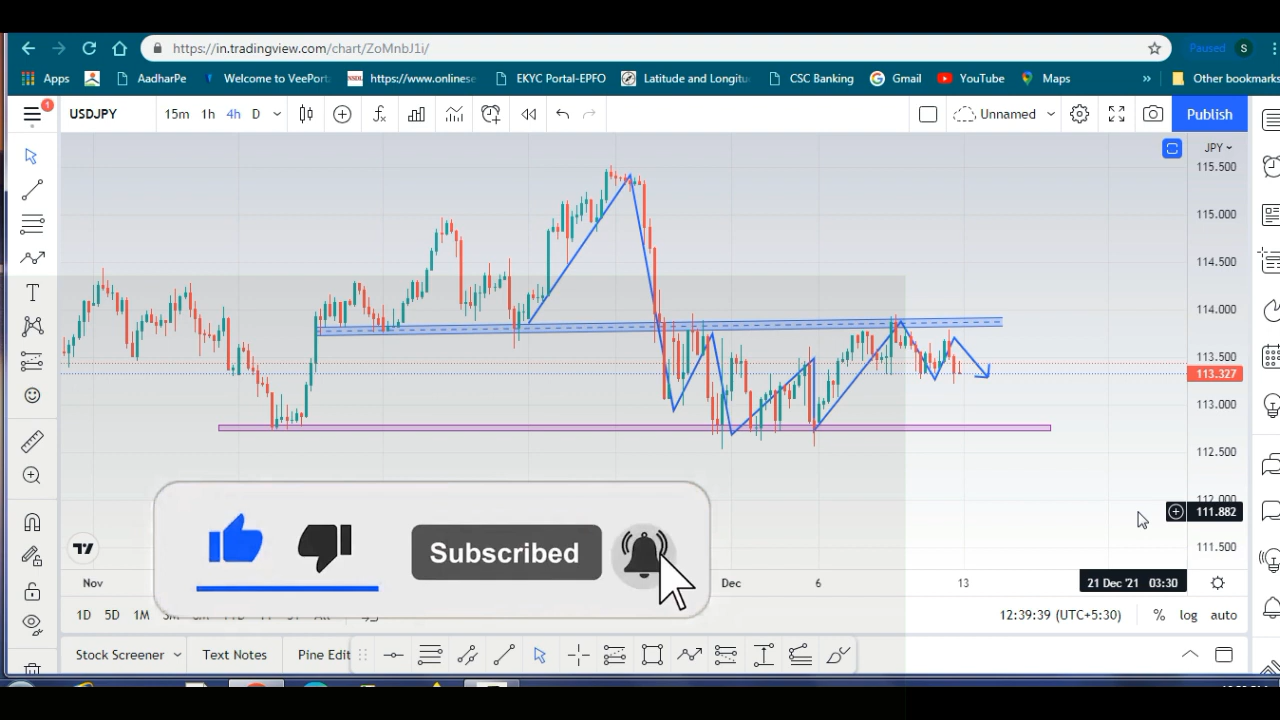 https://in.tradingview.com/chart/ZoMnbJ1i/
Paused S
Apps AadharPe Welcome to VeePort NSDL https://www.onlinese EKYC Portal-EPFO Latitude and Longitu CSC Banking Gmail YouTube Maps » Other bookmarks
1 USDJPY 15m 1h 4h D Unnamed Publish
JPY
115.500
115.000
114.500
114.000
113.500
113.327
113.000
112.500
112.000
111.882
111.500
Subscribed
Nov Dec 6 13 21 Dec '21 03:30
1D 5D 1M 12:39:39 (UTC+5:30) % log auto
Stock Screener Text Notes Pine Edit